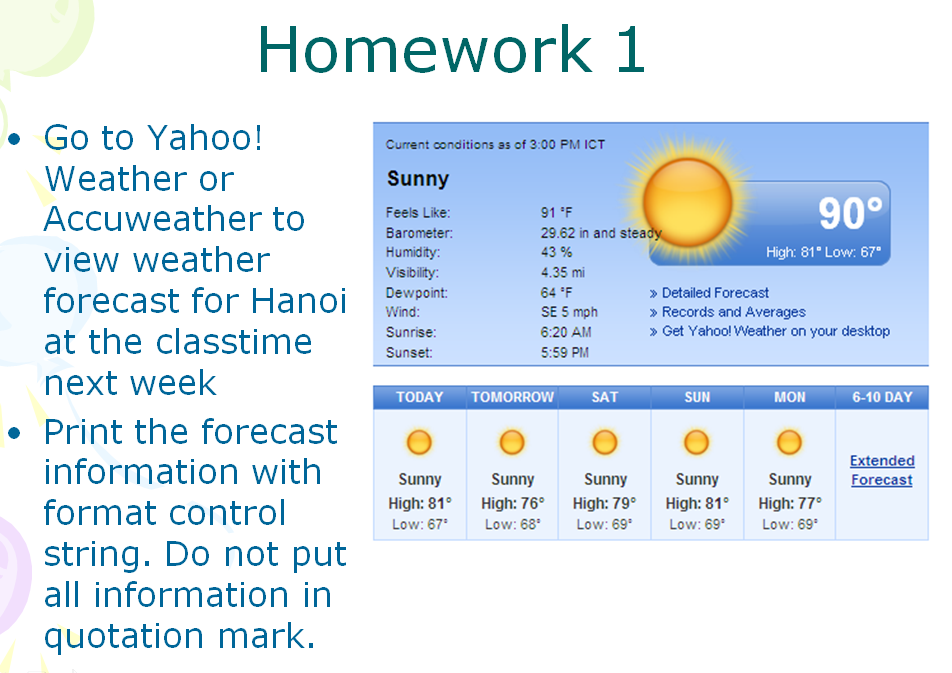 Homework 1
• Go to Yahoo!
Weather or
Accuweather to
view weather
forecast for Hanoi
at the classtime
next week
• Print the forecast
information with
format control
string. Do not put
all information in
quotation mark.
Current conditions as of 3:00 PM ICT
Sunny
Feels Like: 91 °F
Barometer: 29.62 in and steady
Humidity: 43 %
Visibility: 4.35 mi
Dewpoint: 64 °F
Wind: SE 5 mph
Sunrise: 6:20 AM
Sunset: 5:59 PM
90°
High: 81° Low: 67°
» Detailed Forecast
» Records and Averages
» Get Yahoo! Weather on your desktop
TODAY TOMORROW SAT SUN MON 6-10 DAY
Sunny Sunny Sunny Sunny Sunny
High: 81° High: 76° High: 79° High: 81° High: 77°
Low: 67° Low: 68° Low: 69° Low: 69° Low: 69°
Extended
Forecast